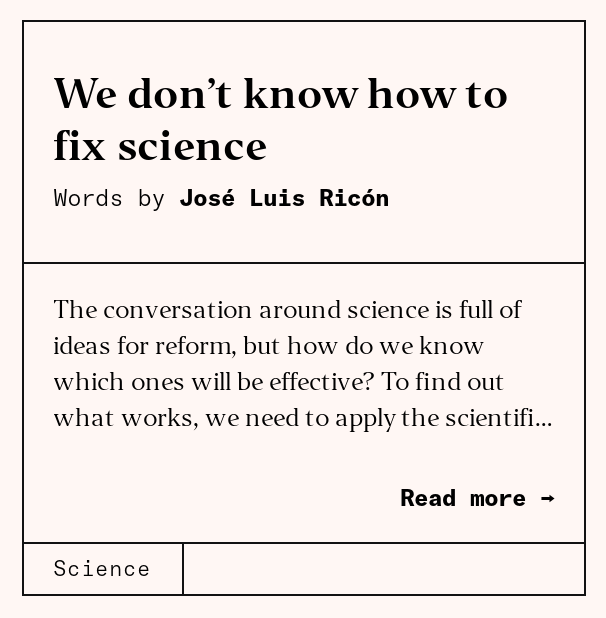 We don’t know how to
fix science
Words by José Luis Ricón
The conversation around science is full of
ideas for reform, but how do we know
which ones will be effective? To find out
what works, we need to apply the scientifi...
Read more →
Science